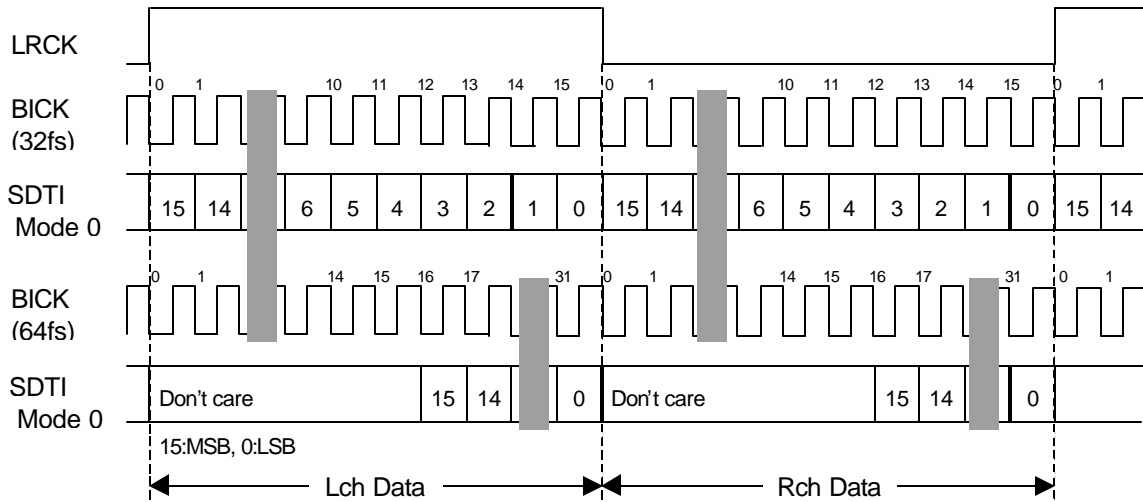 LRCK
0 1 10 11 12 13 14 15 0 1 10 11 12 13 14 15 0 1
BICK
(32fs)
SDTI
Mode 0
15 14 6 5 4 3 2 1 0 15 14 6 5 4 3 2 1 0 15 14
0 1 14 15 16 17 31 0 1 14 15 16 17 31 0 1
BICK
(64fs)
SDTI
Mode 0
Don't care 15 14 0 Don't care 15 14 0
15:MSB, 0:LSB
Lch Data Rch Data